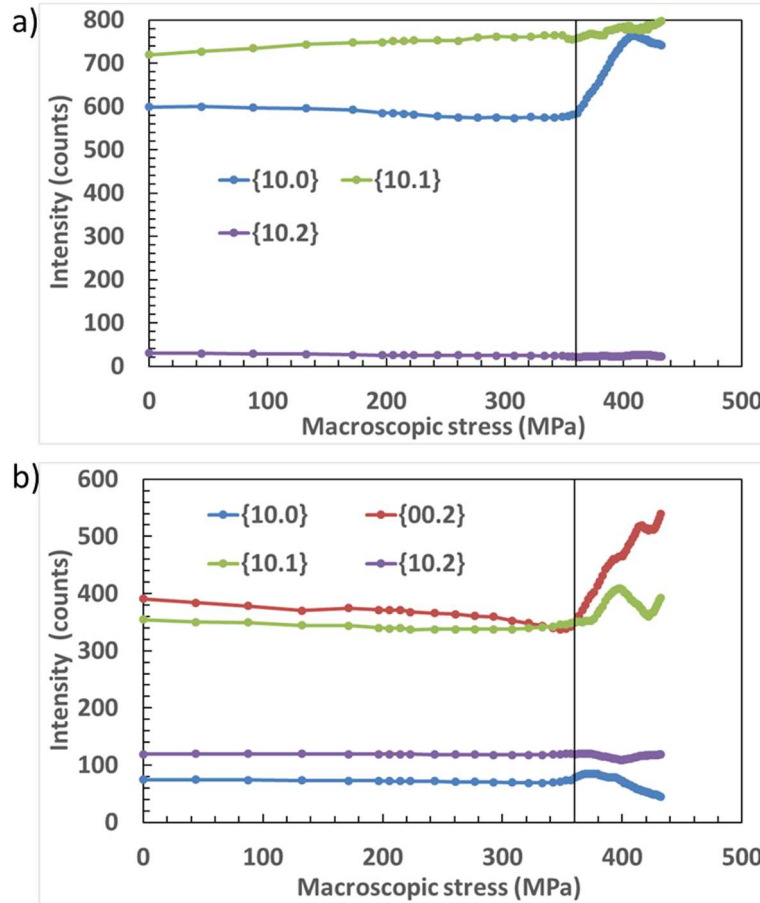 a)
800
700
600
500
400
300
200
100
0
Intensity (counts)
{10.0} {10.1}
{10.2}
0 100 200 300 400 500
Macroscopic stress (MPa)
b)
600
500
400
300
200
100
0
Intensity (counts)
{10.0} {00.2}
{10.1} {10.2}
0 100 200 300 400 500
Macroscopic stress (MPa)